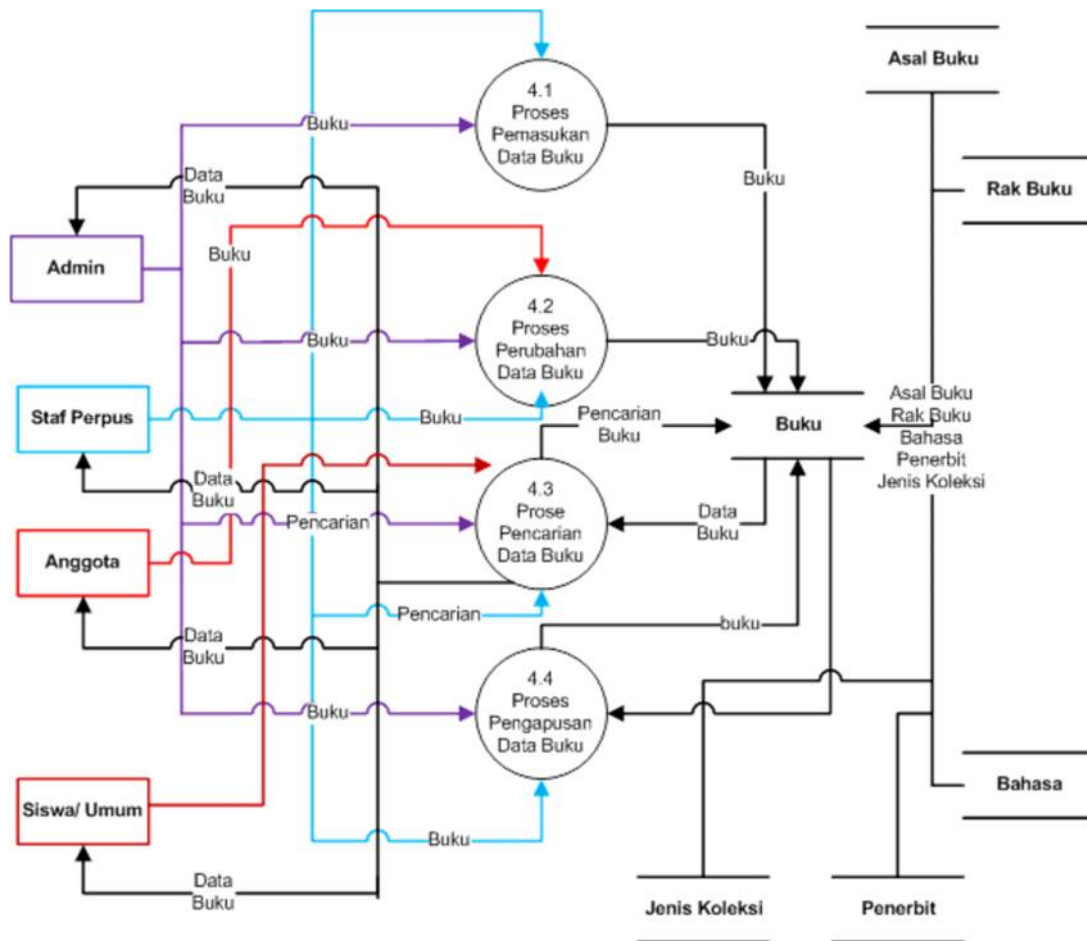 Asal Buku
4.1
Proses
Pemasukan
Data Buku
Buku
Data
Buku
Buku
Rak Buku
Admin
Buku
4.2
Proses
Perubahan
Data Buku
Buku
Buku
Staf Perpus
Buku
Pencarian
Buku
Buku
Asal Buku
Rak Buku
Bahasa
Penerbit
Jenis Koleksi
Data
Buku
Pencarian
4.3
Prose
Pencarian
Data Buku
Data
Buku
Anggota
Pencarian
buku
Data
Buku
4.4
Proses
Pengapusan
Data Buku
Buku
Siswa/ Umum
Bahasa
Buku
Data
Buku
Jenis Koleksi
Penerbit